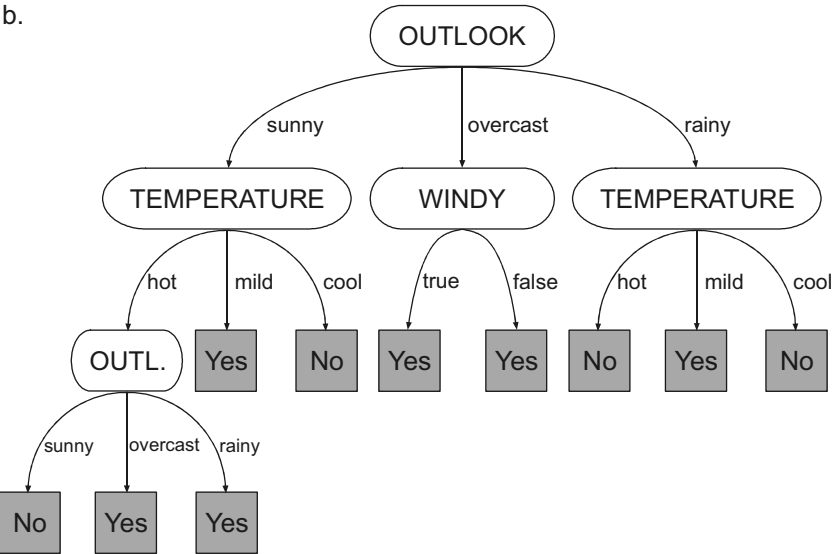 b.
OUTLOOK
sunny overcast rainy
TEMPERATURE WINDY TEMPERATURE
hot mild cool true false hot mild cool
OUTL. Yes No Yes Yes No Yes No
sunny overcast rainy
No Yes Yes